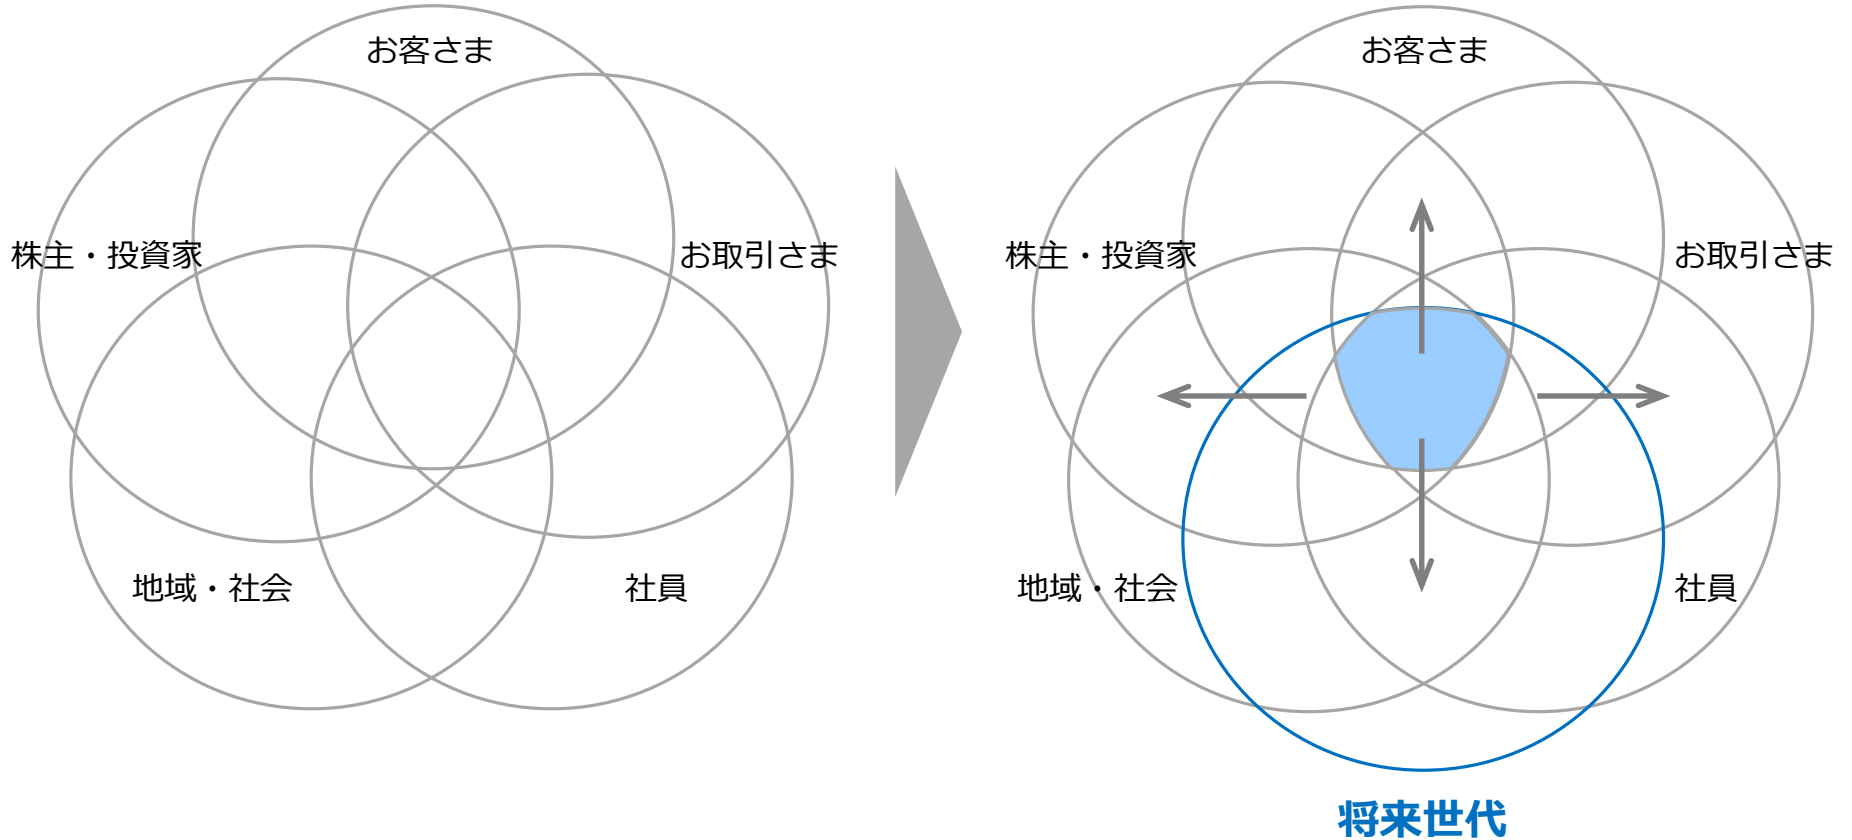 お客さま
株主・投資家
お取引さま
地域・社会
社員
お客さま
株主・投資家
お取引さま
地域・社会
社員
将来世代